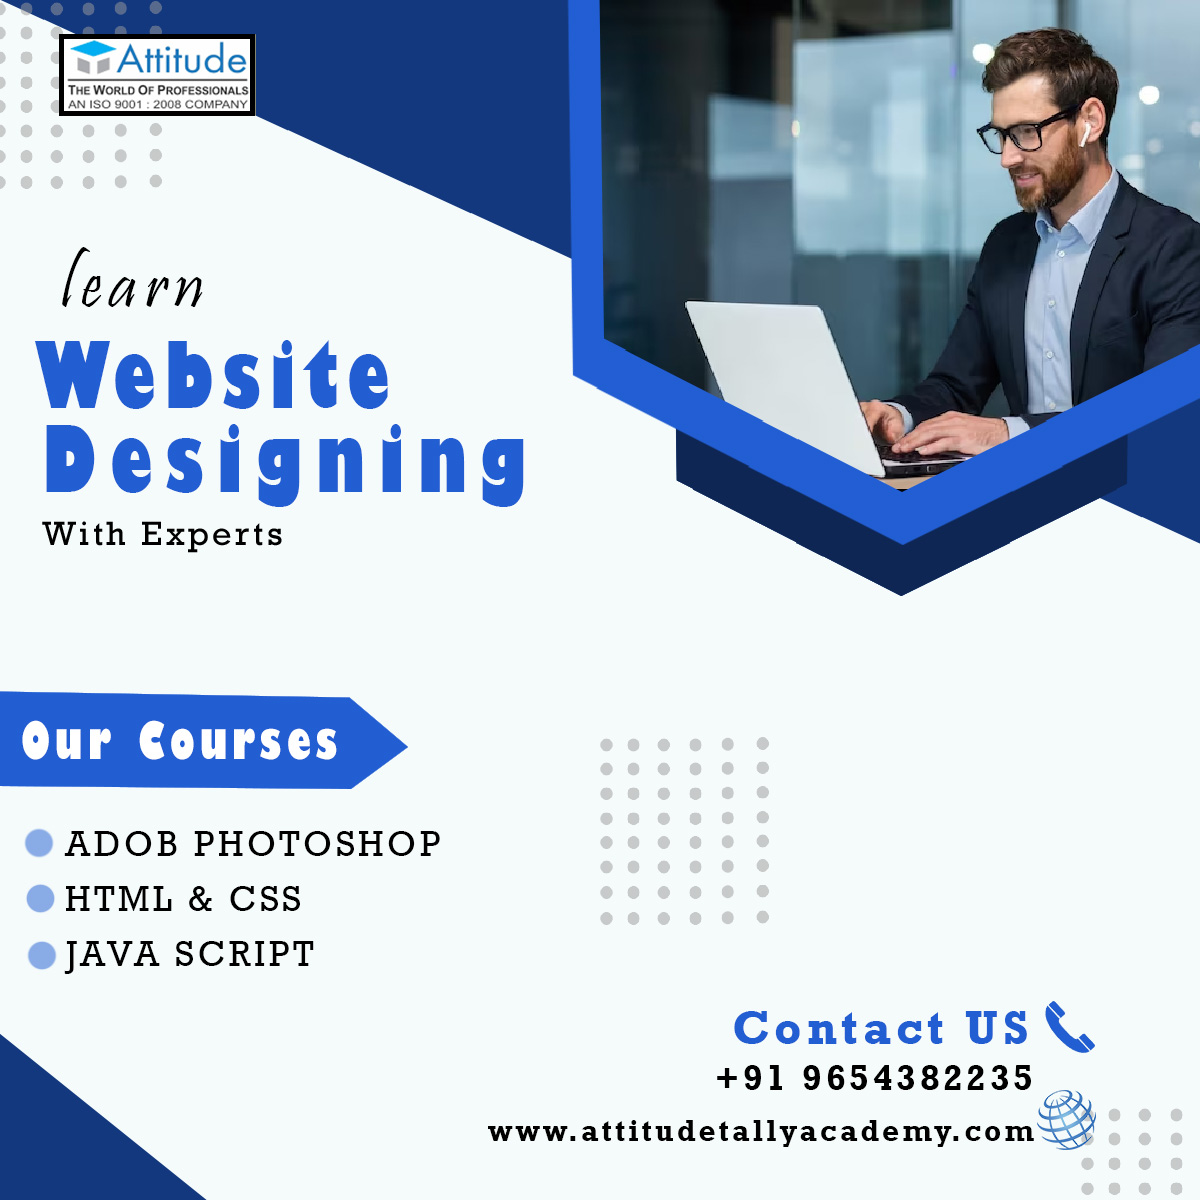 Attitude
THE WORLD OF PROFESSIONALS
AN ISO 9001 : 2008 COMPANY
learn
Website
Designing
With Experts
Our Courses
ADOB PHOTOSHOP
HTML & CSS
JAVA SCRIPT
Contact US
+91 9654382235
www.attitudetallyacademy.com